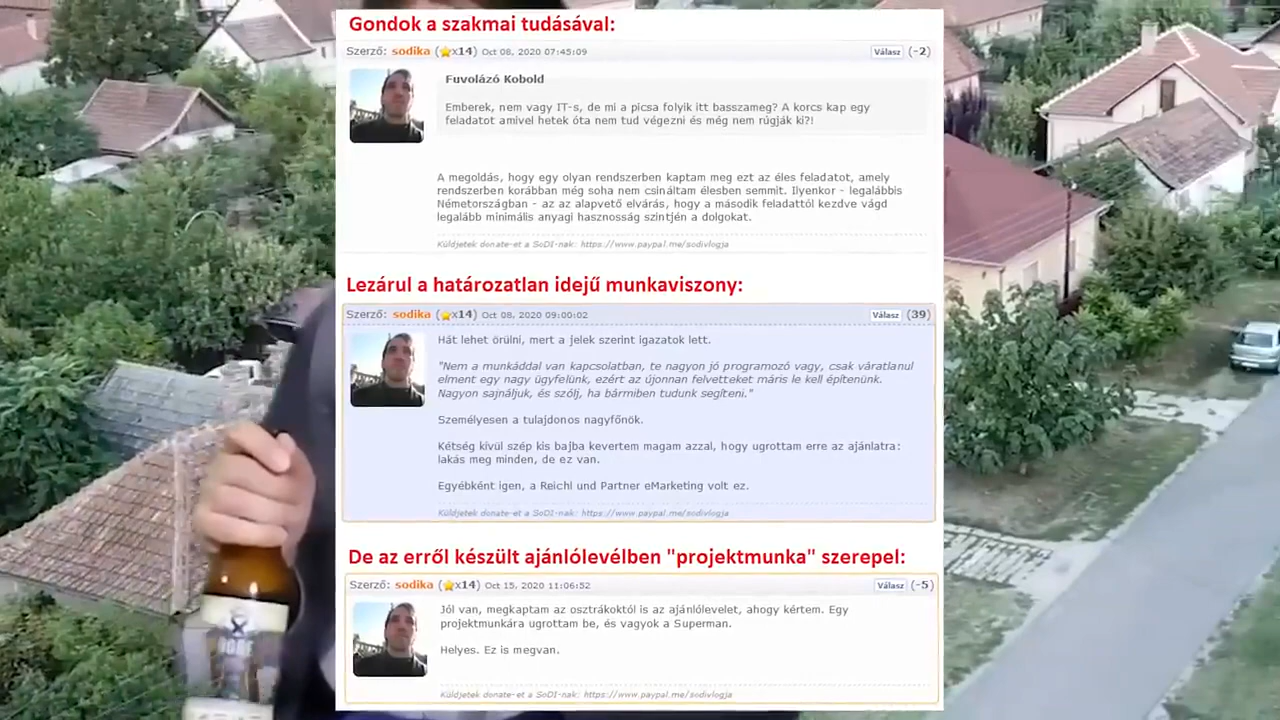 Gondok a szakmai tudásával:
Szerző: sodika (x14) Oct 08, 2020 07:45:09 Válasz (-2)
Fuvolázó Kobold
Emberek, nem vagy IT-s, de mi a picsa folyik itt basszameg? A korcs kap egy
feladatot amivel hetek óta nem tud végezni és még nem rúgják ki?!
A megoldás, hogy egy olyan rendszerben kaptam meg ezt az éles feladatot, amely
rendszerben korábban még soha nem csináltam élesben semmit. Ilyenkor - legalábbis
Németországban - az az alapvető elvárás, hogy a második feladattól kezdve vágd
legalább minimális anyagi hasznosság szintjén a dolgokat.
Küldjetek donate-et a SoDI-nak: https://www.paypal.me/sodivlogja
Lezárul a határozatlan idejű munkaviszony:
Szerző: sodika (x14) Oct 08, 2020 09:00:02 Válasz (39)
Hát lehet örülni, mert a jelek szerint igazatok lett.
"Nem a munkáddal van kapcsolatban, te nagyon jó programozó vagy, csak váratlanul
elment egy nagy ügyfelünk, ezért az újonnan felvetteket máris le kell építenünk.
Nagyon sajnáljuk, és szólj, ha bármiben tudunk segíteni."
Személyesen a tulajdonos nagyfőnök.
Kétség kívül szép kis bajba kevertem magam azzal, hogy ugrottam erre az ajánlatra:
lakás meg minden, de ez van.
Egyébként igen, a Reichl und Partner eMarketing volt ez.
Küldjetek donate-et a SoDI-nak: https://www.paypal.me/sodivlogja
De az erről készült ajánlólevélben "projektmunka" szerepel:
Szerző: sodika (x14) Oct 15, 2020 11:06:52 Válasz (-5)
Jól van, megkaptam az osztrákoktól is az ajánlólevelet, ahogy kértem. Egy
projektmunkára ugrottam be, és vagyok a Superman.
Helyes. Ez is megvan.
Küldjetek donate-et a SoDI-nak: https://www.paypal.me/sodivlogja